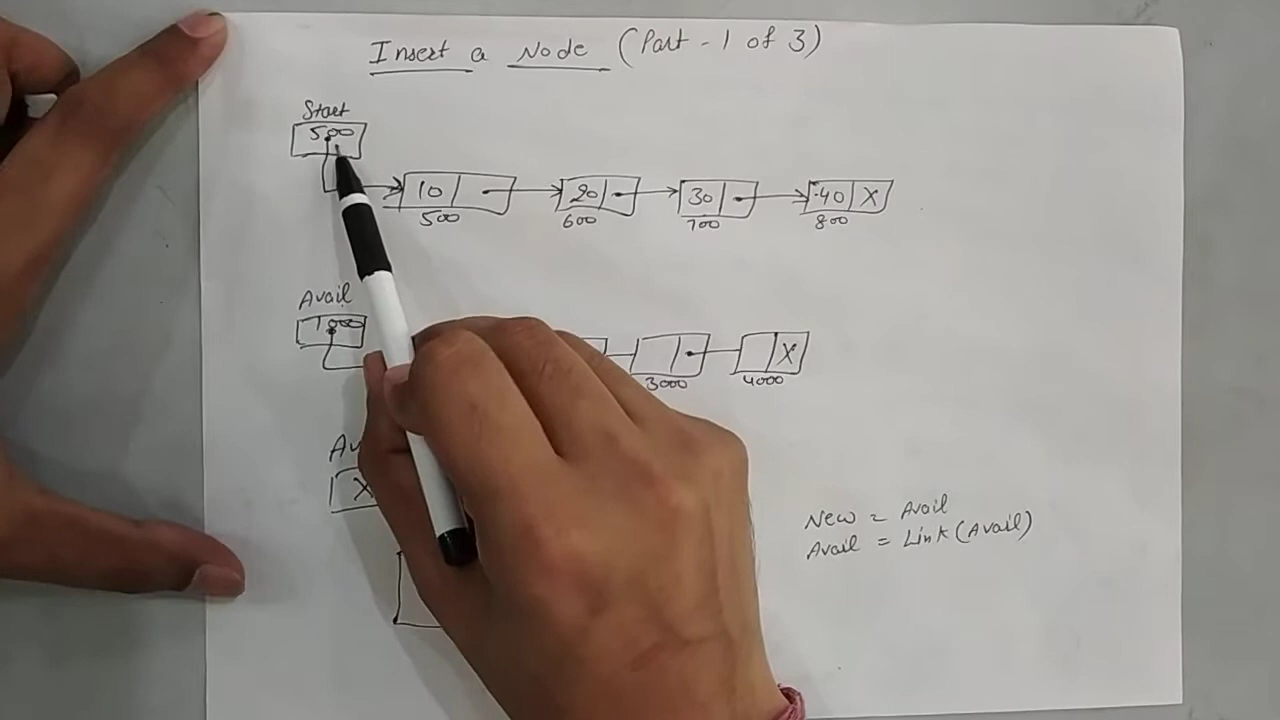 Insert a Node (Part - 1 of 3)
Start
500
10
20
30
40 X
500
600
700
800
Avail
1000
X
3000
4000
X
New = Avail
Avail = Link (Avail)